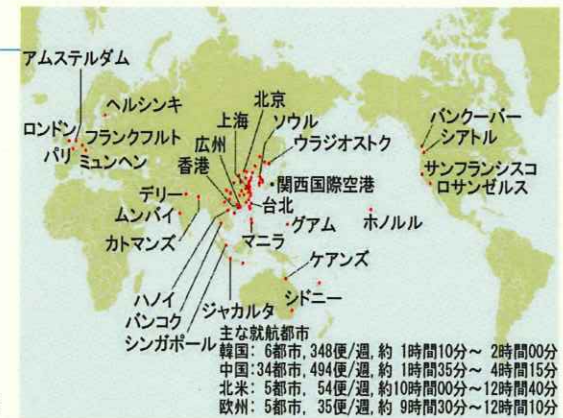 アムステルダム
ヘルシンキ
ロンドン
フランクフルト
パリ
ミュンヘン
北京
上海
ソウル
広州
ウラジオストク
香港
関西国際空港
デリー
台北
ムンバイ
グアム
ホノルル
カトマンズ
マニラ
バンクーバー
シアトル
サンフランシスコ
ロサンゼルス
ケアンズ
ハノイ
ジャカルタ
シドニー
バンコク
シンガポール
主な就航都市
韓国: 6都市,348便/週,約 1時間10分〜 2時間00分
中国:34都市,494便/週,約 1時間35分〜 4時間15分
北米: 5都市, 54便/週,約10時間00分〜12時間40分
欧州: 5都市, 35便/週,約 9時間30分〜12時間10分